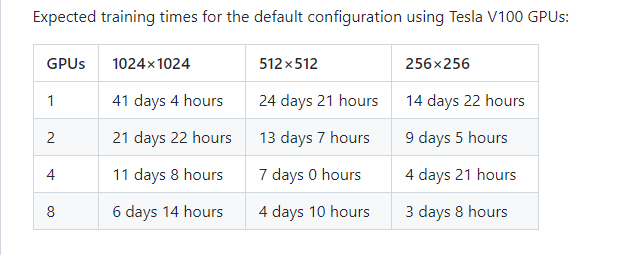 Expected training times for the default configuration using Tesla V100 GPUs:
GPUs 1024×1024 512×512 256×256
1 41 days 4 hours 24 days 21 hours 14 days 22 hours
2 21 days 22 hours 13 days 7 hours 9 days 5 hours
4 11 days 8 hours 7 days 0 hours 4 days 21 hours
8 6 days 14 hours 4 days 10 hours 3 days 8 hours